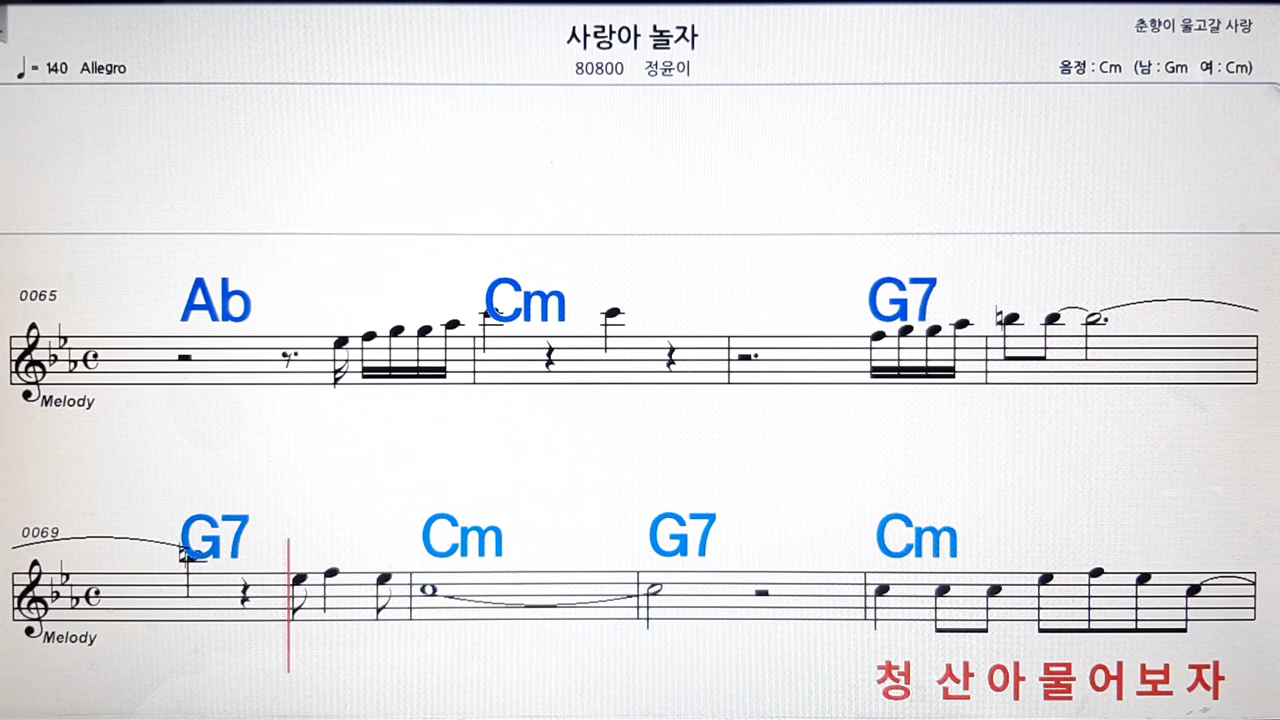 사랑아 놀자
춘향이 울고갈 사랑
♩= 140 Allegro
80800 정윤이
음정 : Cm (남 : Gm 여 : Cm)
0065
Ab Cm G7
Melody
0069
G7 Cm G7 Cm
Melody
청 산 아 물 어 보 자